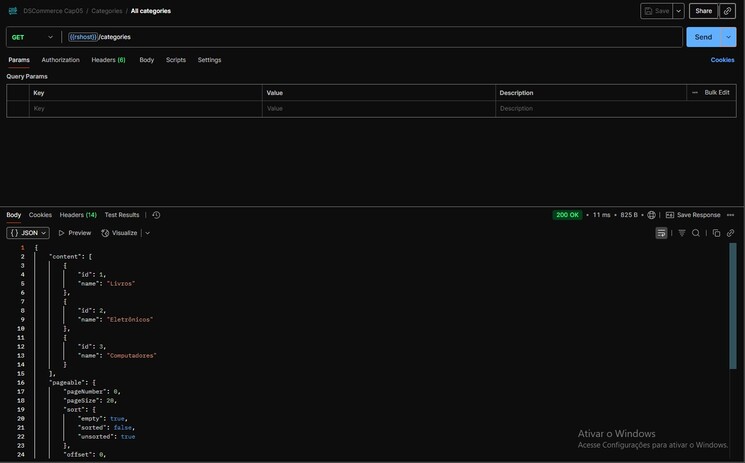 DSCommerce Cap05 / Categories / All categories
Save
Share
GET
{{rshost}}/categories
Send
Params Authorization Headers (6) Body Scripts Settings
Cookies
Query Params
Key Value Description ··· Bulk Edit
Key Value Description
Body Cookies Headers (14) Test Results
200 OK • 11 ms • 825 B •
Save Response ···
{ } JSON Preview Visualize
1 {
2 "content": [
3 {
4 "id": 1,
5 "name": "Livros"
6 },
7 {
8 "id": 2,
9 "name": "Eletrônicos"
10 },
11 {
12 "id": 3,
13 "name": "Computadores"
14 }
15 ],
16 "pageable": {
17 "pageNumber": 0,
18 "pageSize": 20,
19 "sort": {
20 "empty": true,
21 "sorted": false,
22 "unsorted": true
23 },
24 "offset": 0,
Ativar o Windows
Acesse Configurações para ativar o Windows.